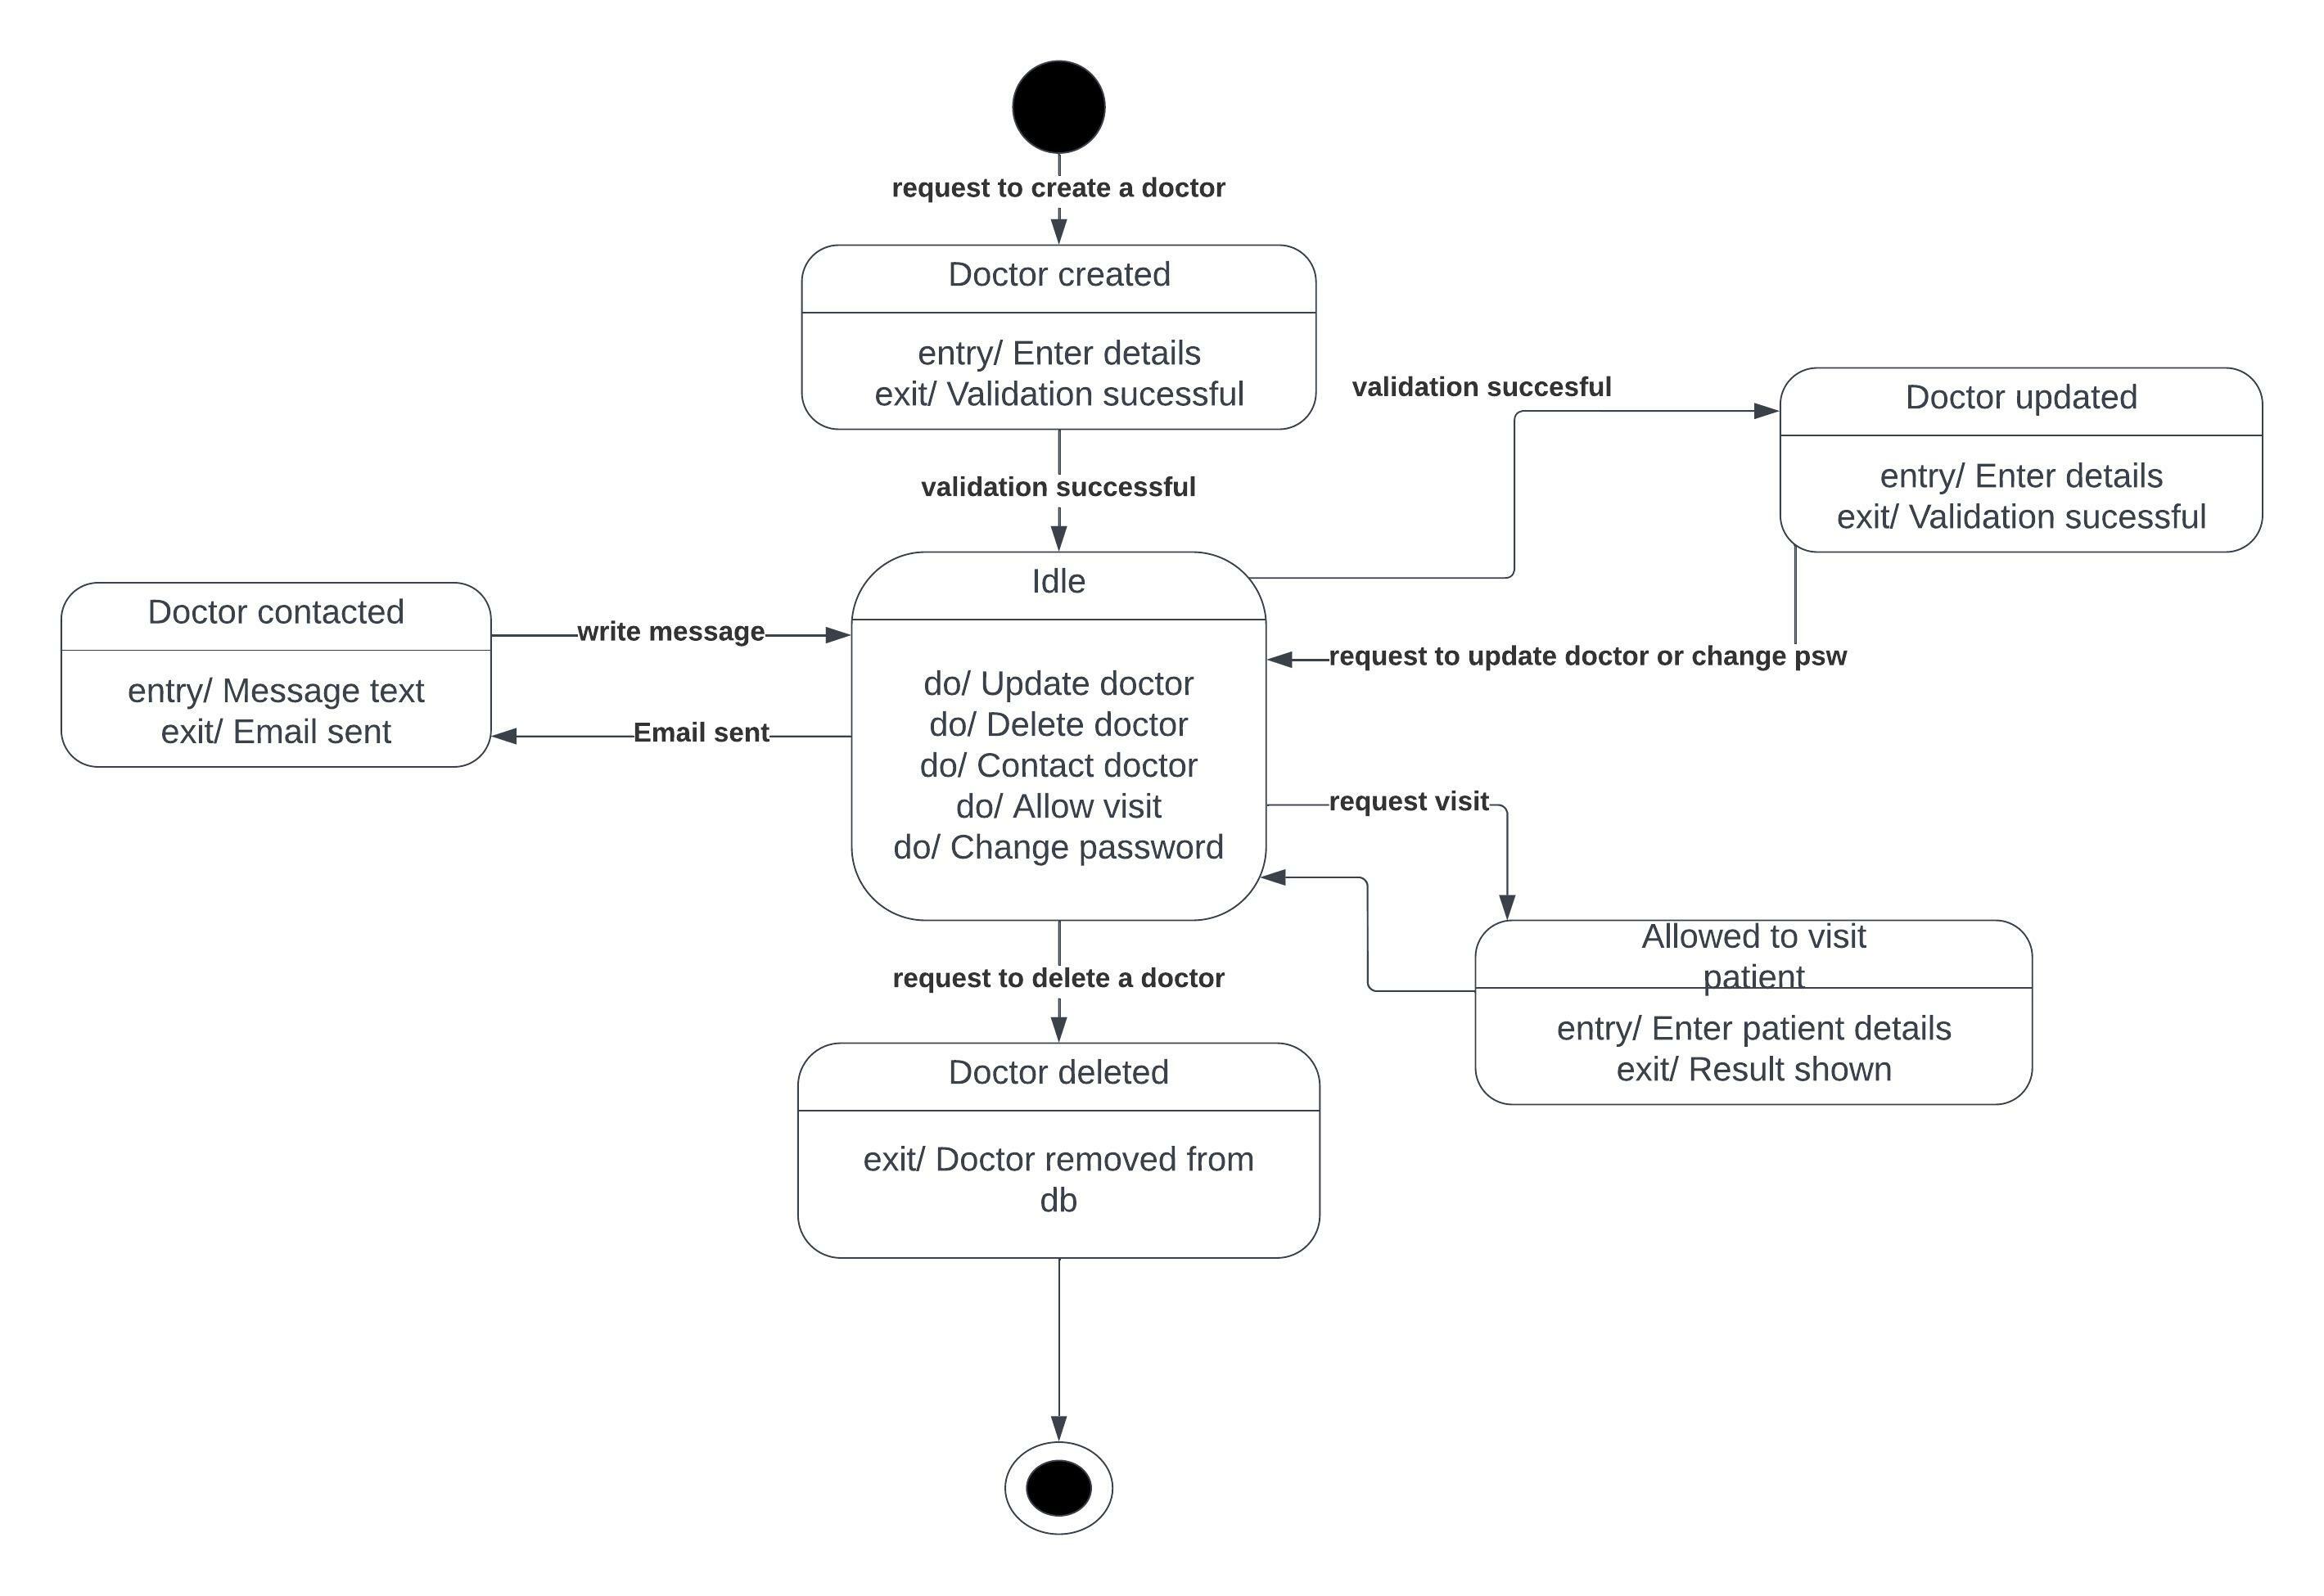 request to create a doctor
Doctor created
entry/ Enter details
exit/ Validation sucessful
validation succesful
Doctor updated
entry/ Enter details
exit/ Validation sucessful
validation successful
Idle
do/ Update doctor
do/ Delete doctor
do/ Contact doctor
do/ Allow visit
do/ Change password
Doctor contacted
entry/ Message text
exit/ Email sent
write message
Email sent
request to update doctor or change psw
request visit
Allowed to visit
patient
entry/ Enter patient details
exit/ Result shown
request to delete a doctor
Doctor deleted
exit/ Doctor removed from
db